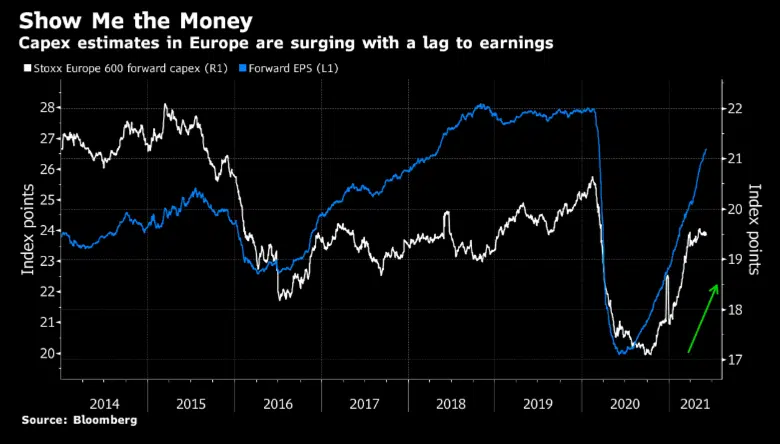 Show Me the Money
Capex estimates in Europe are surging with a lag to earnings
Stoxx Europe 600 forward capex (R1) Forward EPS (L1)
28
27
26
25
24
23
22
21
20
Index points
22
21
20
19
18
17
Index points
2014 2015 2016 2017 2018 2019 2020 2021
Source: Bloomberg